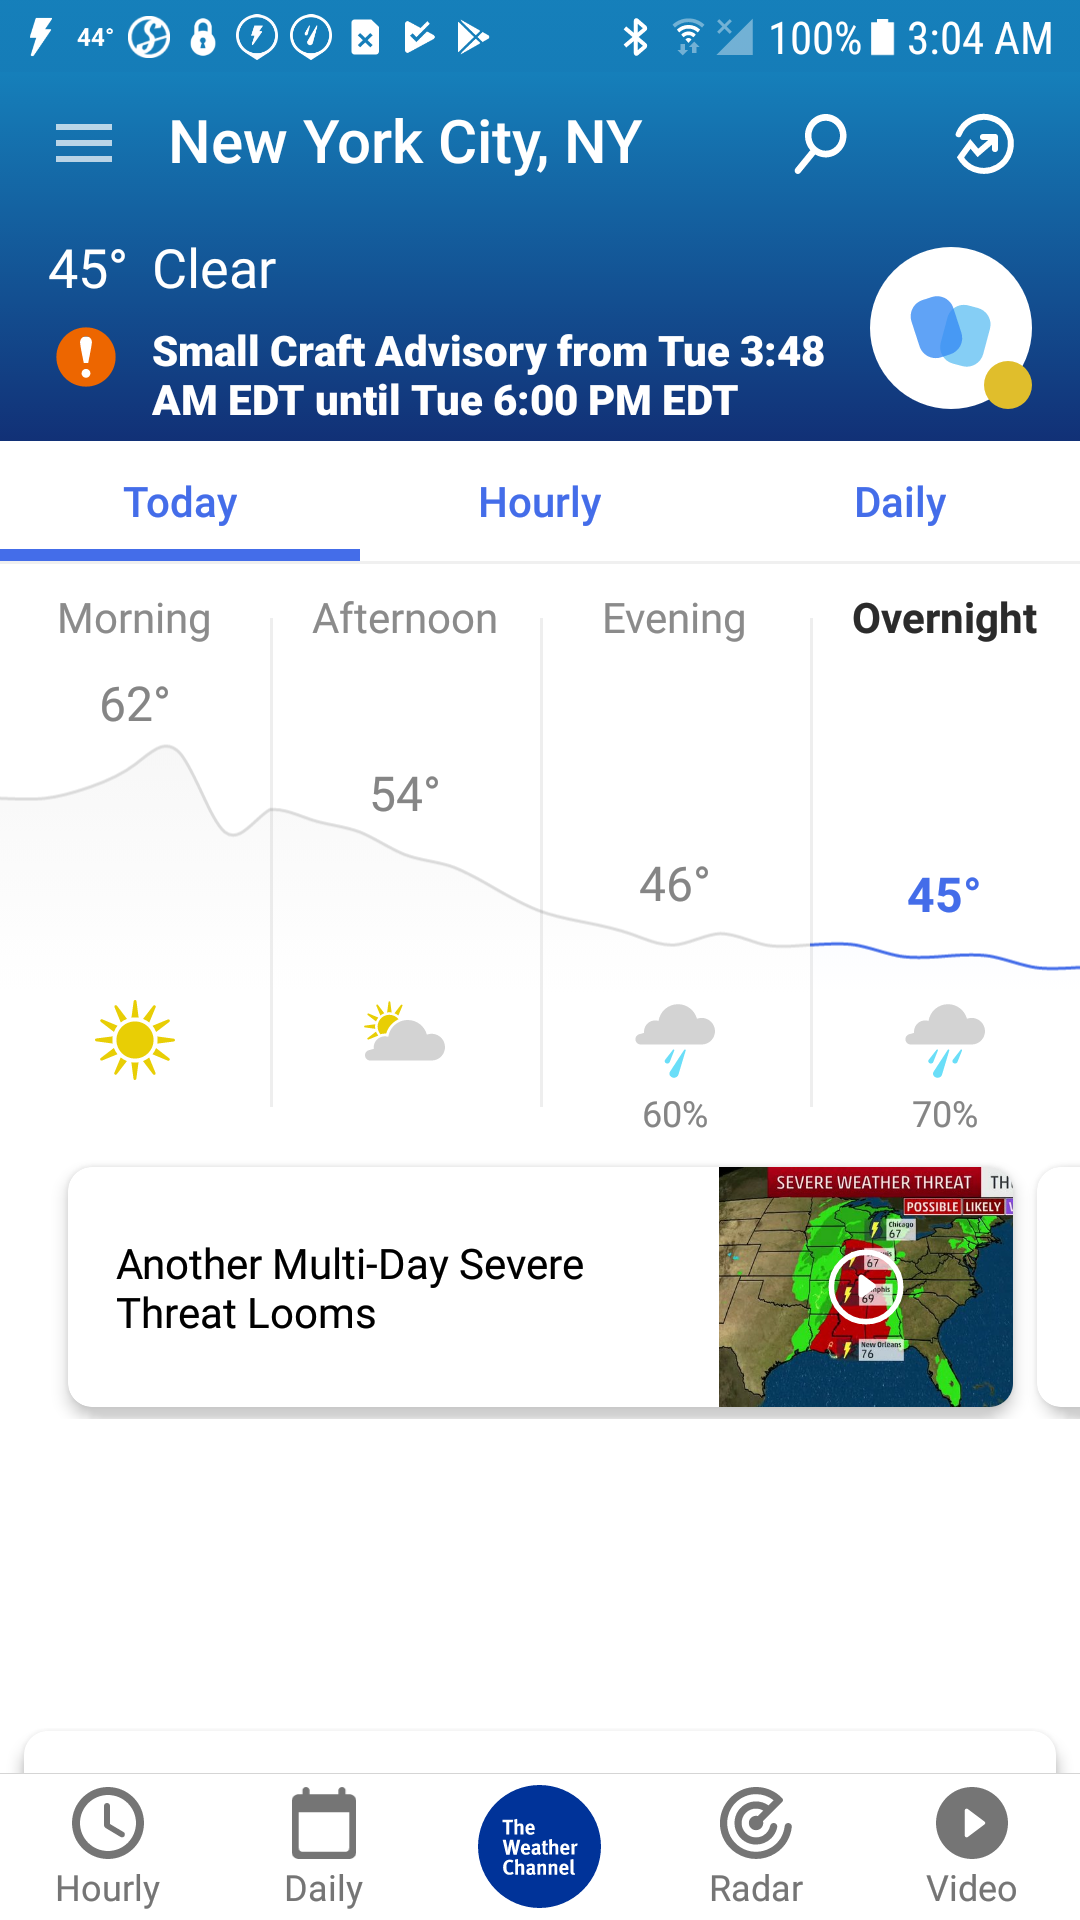 44° 100% 3:04 AM
New York City, NY
45° Clear
Small Craft Advisory from Tue 3:48
AM EDT until Tue 6:00 PM EDT
Today Hourly Daily
Morning Afternoon Evening Overnight
62°
54°
46°
45°
60% 70%
SEVERE WEATHER THREAT
POSSIBLE LIKELY
Chicago
67
67
69
New Orleans
76
Another Multi-Day Severe
Threat Looms
The
Weather
Channel
Hourly Daily Radar Video